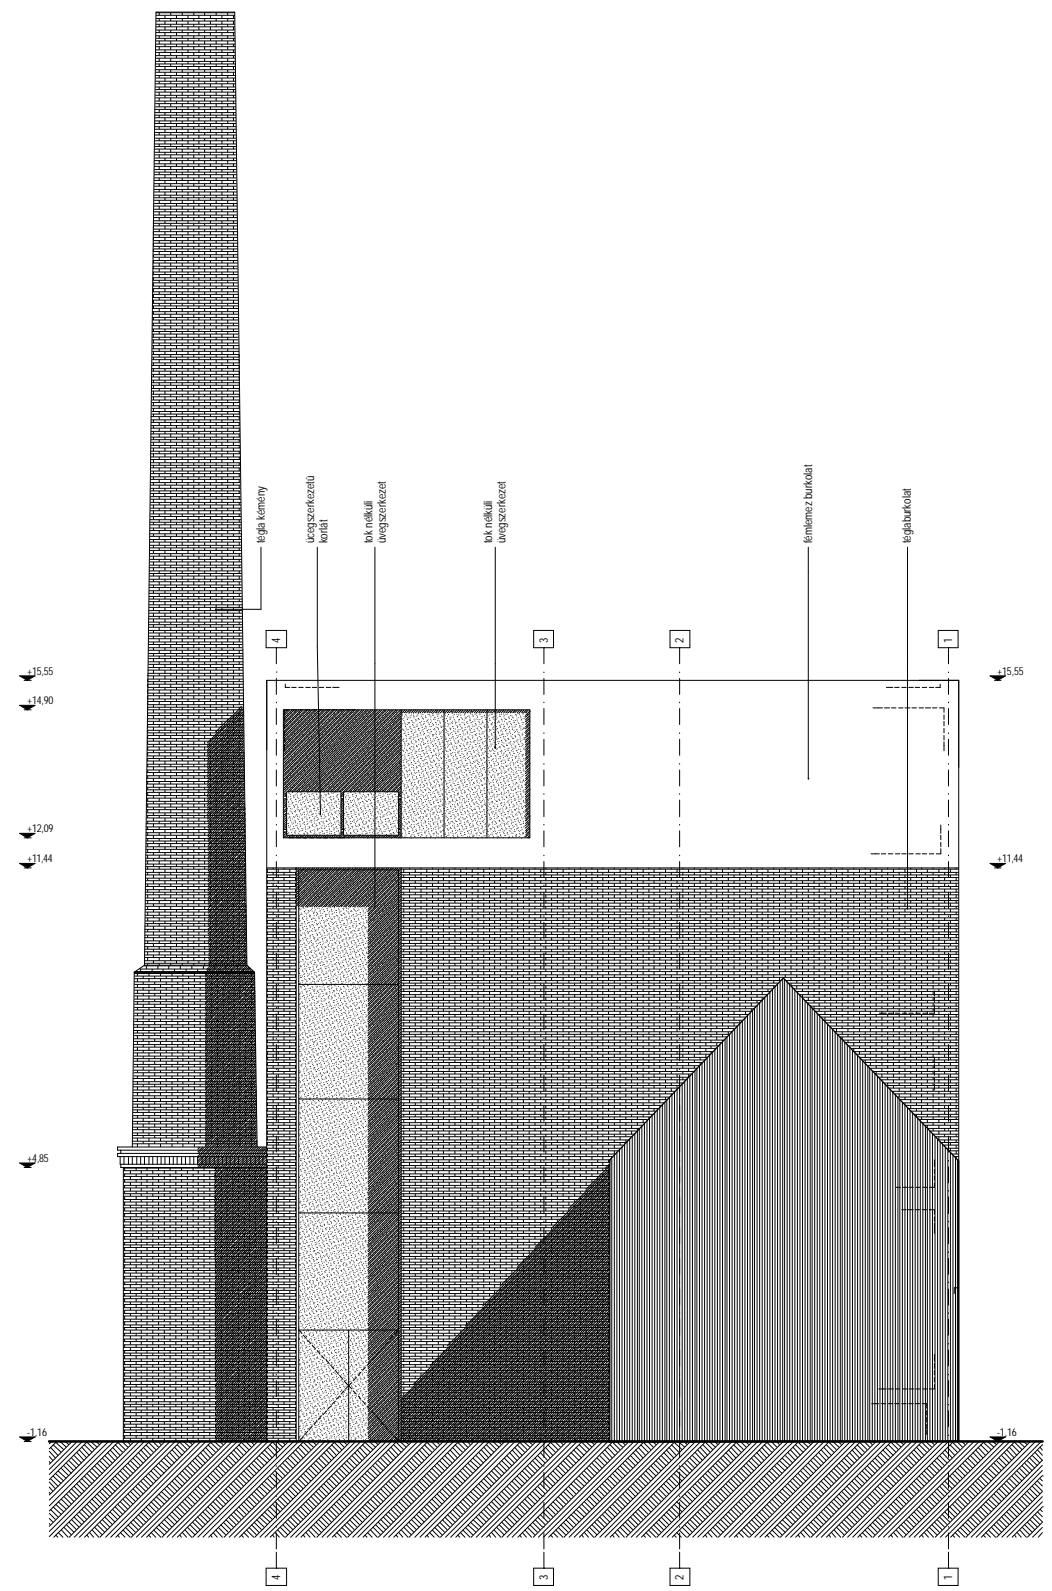 tégla kémény
ücegszerkezetű
korlát
tok nélküli
üvegszerkezet
tok nélküli
üvegszerkezet
fémlemez burkolat
téglaburkolat
4
3
2
1
+15,55
+15,55
+14,90
+12,09
+11,44
+11,44
+4,85
-1,16
-1,16
4
3
2
1